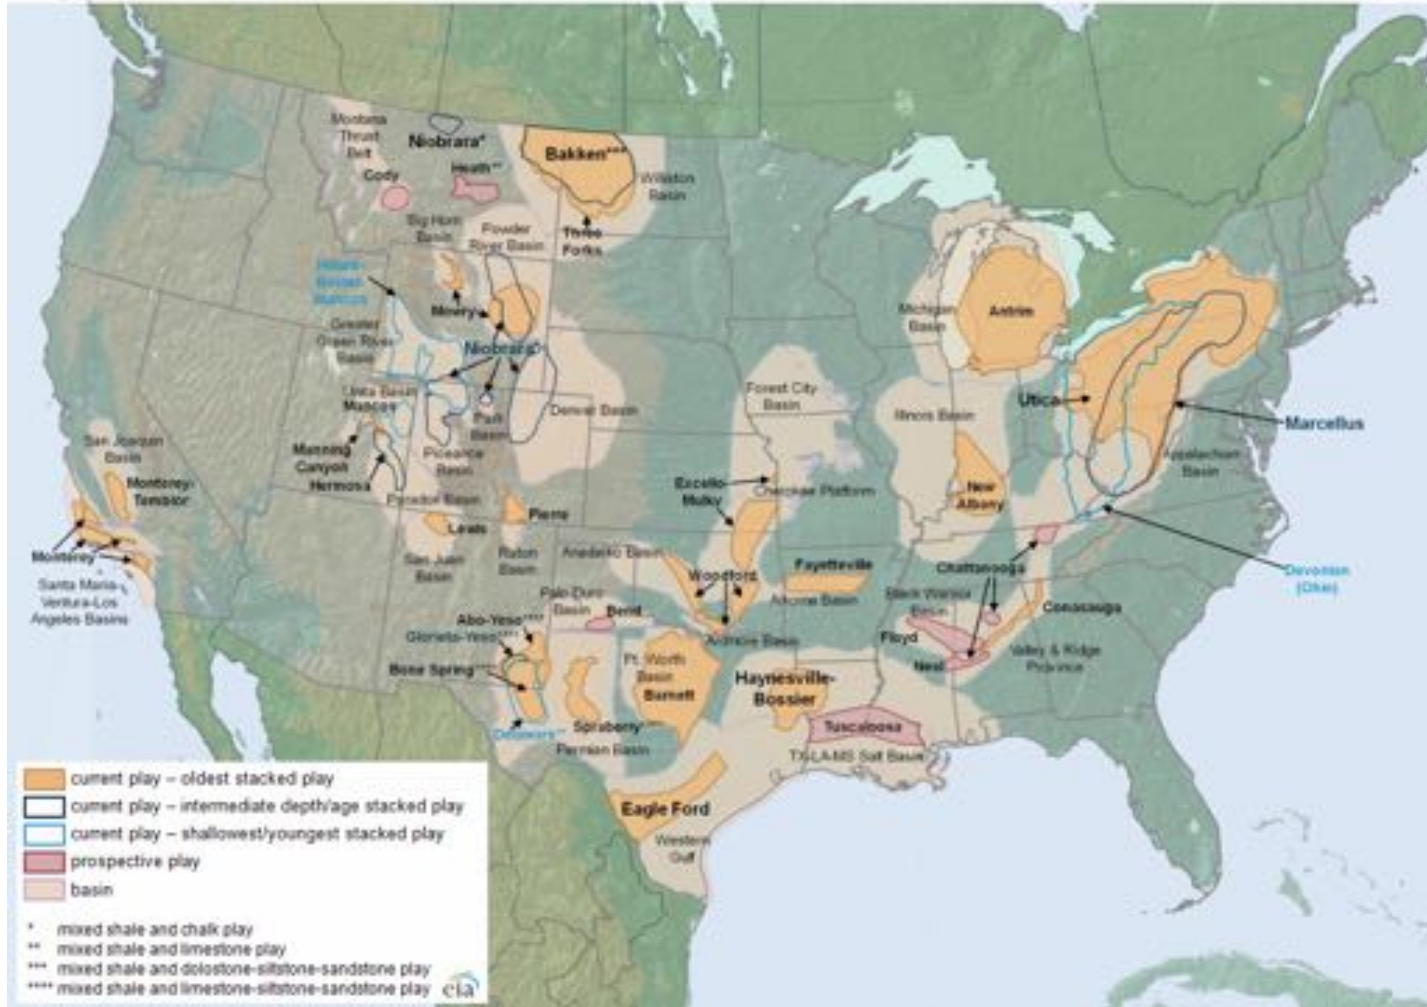 Montana
Thrust
Belt
Cody
Niobrara*
Heath**
Bakken***
Williston
Basin
Three
Forks
Big Horn
Basin
Powder
River Basin
Hilliard-
Baxter-
Mancos
Mowry
Greater
Green River
Basin
Niobrara*
Uinta Basin
Mancos
Park
Basin
Denver Basin
Manning
Canyon
Hermosa
Piceance
Basin
Paradox Basin
Pierre
Lewis
San Juan
Basin
Raton
Basin
San Joaquin
Basin
Monterey-
Temblor
Monterey
Santa Maria-
Ventura-Los
Angeles Basins
Forest City
Basin
Excello-
Mulky
Cherokee Platform
Illinois Basin
New
Albany
Michigan
Basin
Antrim
Utica
Marcellus
Appalachian
Basin
Devonian
(Ohio)
Anadarko Basin
Woodford
Fayetteville
Arkoma Basin
Ardmore Basin
Palo Duro
Basin
Bend
Abo-Yeso****
Glorieta-Yeso****
Bone Spring****
Delaware**
Spraberry****
Permian Basin
Ft. Worth
Basin
Barnett
Haynesville-
Bossier
Tuscaloosa
TX-LA-MS Salt Basin
Eagle Ford
Western
Gulf
Chattanooga
Black Warrior
Basin
Floyd
Neal
Conasauga
Valley & Ridge
Province
current play – oldest stacked play
current play – intermediate depth/age stacked play
current play – shallowest/youngest stacked play
prospective play
basin
* mixed shale and chalk play
** mixed shale and limestone play
*** mixed shale and dolostone-siltstone-sandstone play
**** mixed shale and limestone-siltstone-sandstone play
eia